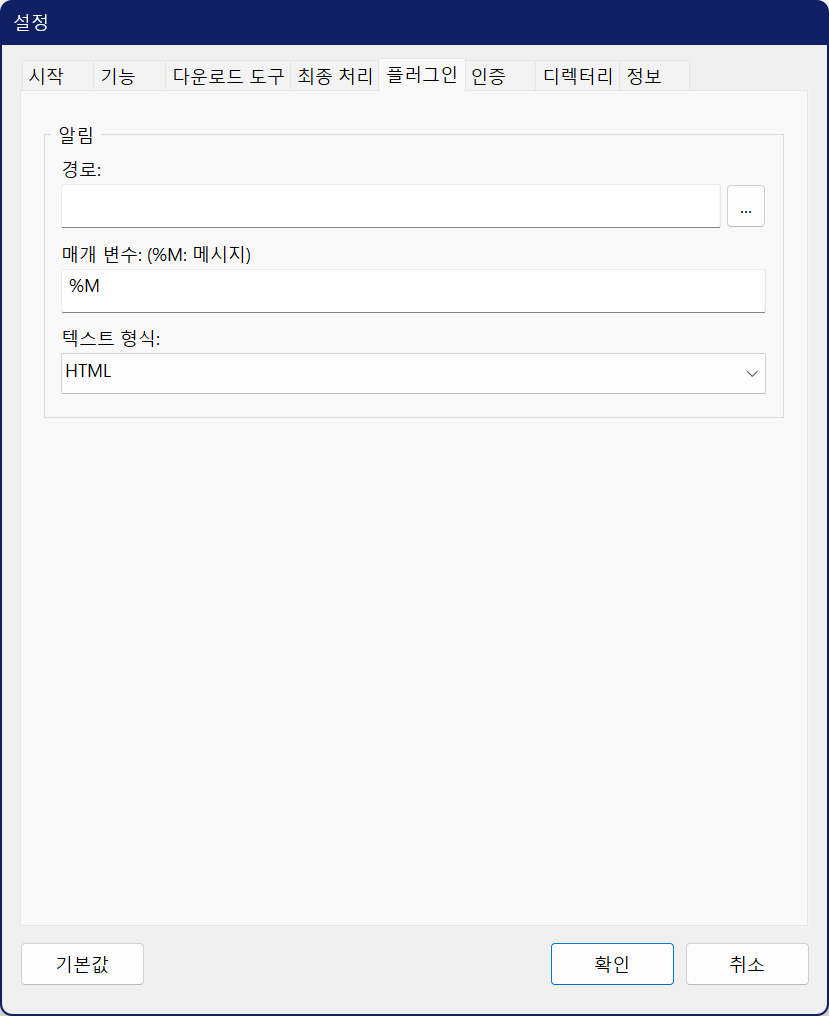 설정
시작 기능 다운로드 도구 최종 처리 플러그인 인증 디렉터리 정보
알림
경로:
...
매개 변수: (%M: 메시지)
%M
텍스트 형식:
HTML
기본값 확인 취소